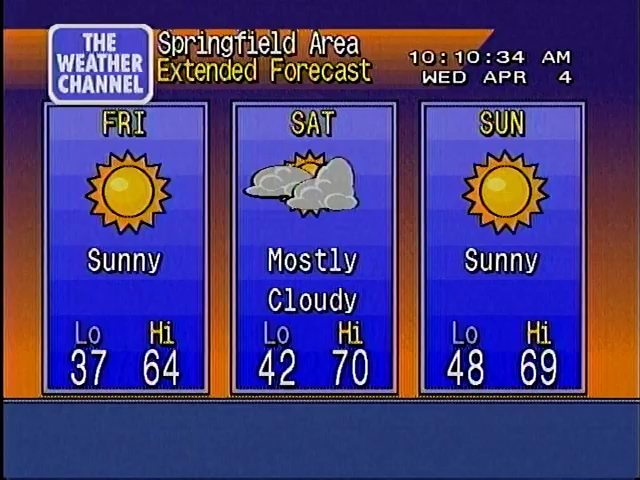 THE
WEATHER
CHANNEL
Springfield Area
Extended Forecast
10:10:34 AM
WED APR 4
FRI
Sunny
Lo Hi
37 64
SAT
Mostly
Cloudy
Lo Hi
42 70
SUN
Sunny
Lo Hi
48 69